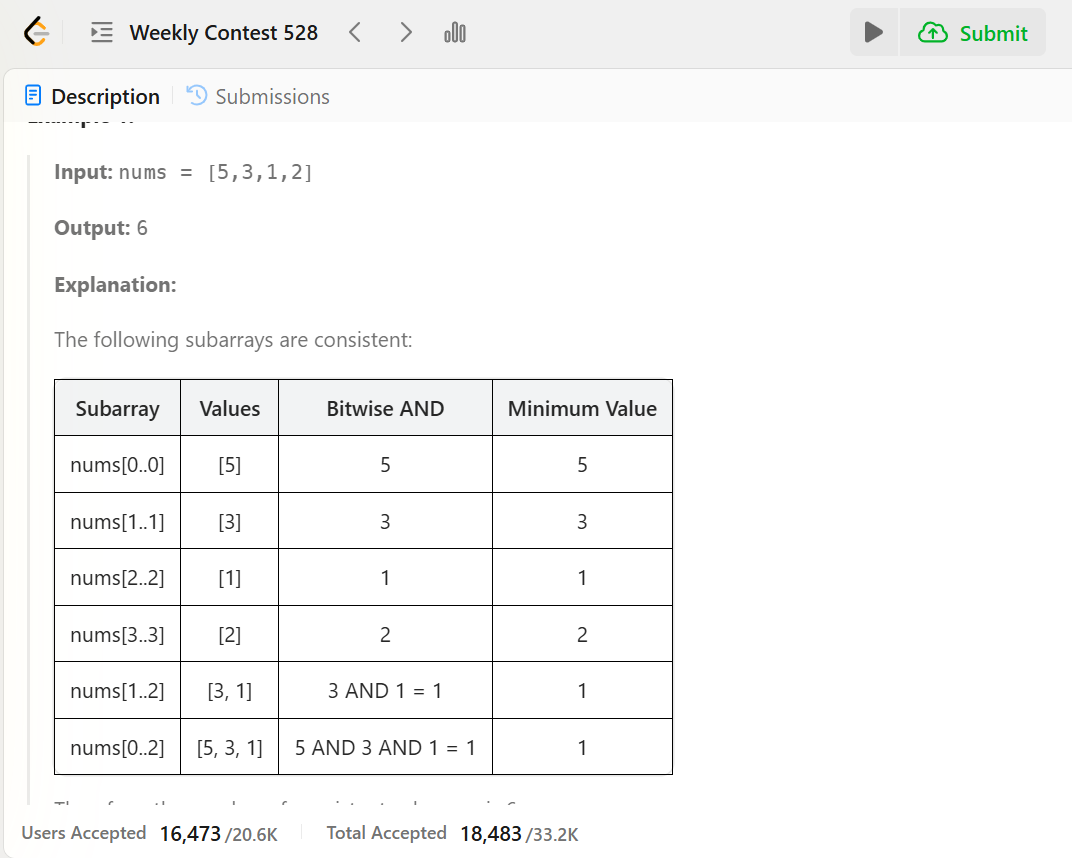 Weekly Contest 528
Submit
Description
Submissions
Input: nums = [5,3,1,2]
Output: 6
Explanation:
The following subarrays are consistent:
Subarray Values Bitwise AND Minimum Value
nums[0..0] [5] 5 5
nums[1..1] [3] 3 3
nums[2..2] [1] 1 1
nums[3..3] [2] 2 2
nums[1..2] [3, 1] 3 AND 1 = 1 1
nums[0..2] [5, 3, 1] 5 AND 3 AND 1 = 1 1
Users Accepted 16,473/20.6K Total Accepted 18,483/33.2K